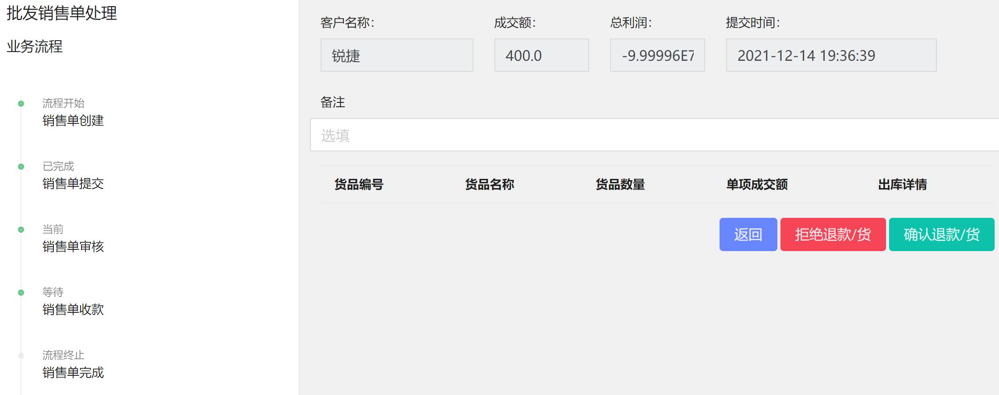 批发销售单处理
业务流程
流程开始
销售单创建
已完成
销售单提交
当前
销售单审核
等待
销售单收款
流程终止
销售单完成
客户名称： 成交额： 总利润： 提交时间：
锐捷 400.0 -9.99996E7 2021-12-14 19:36:39
备注
选填
货品编号 货品名称 货品数量 单项成交额 出库详情
返回 拒绝退款/货 确认退款/货